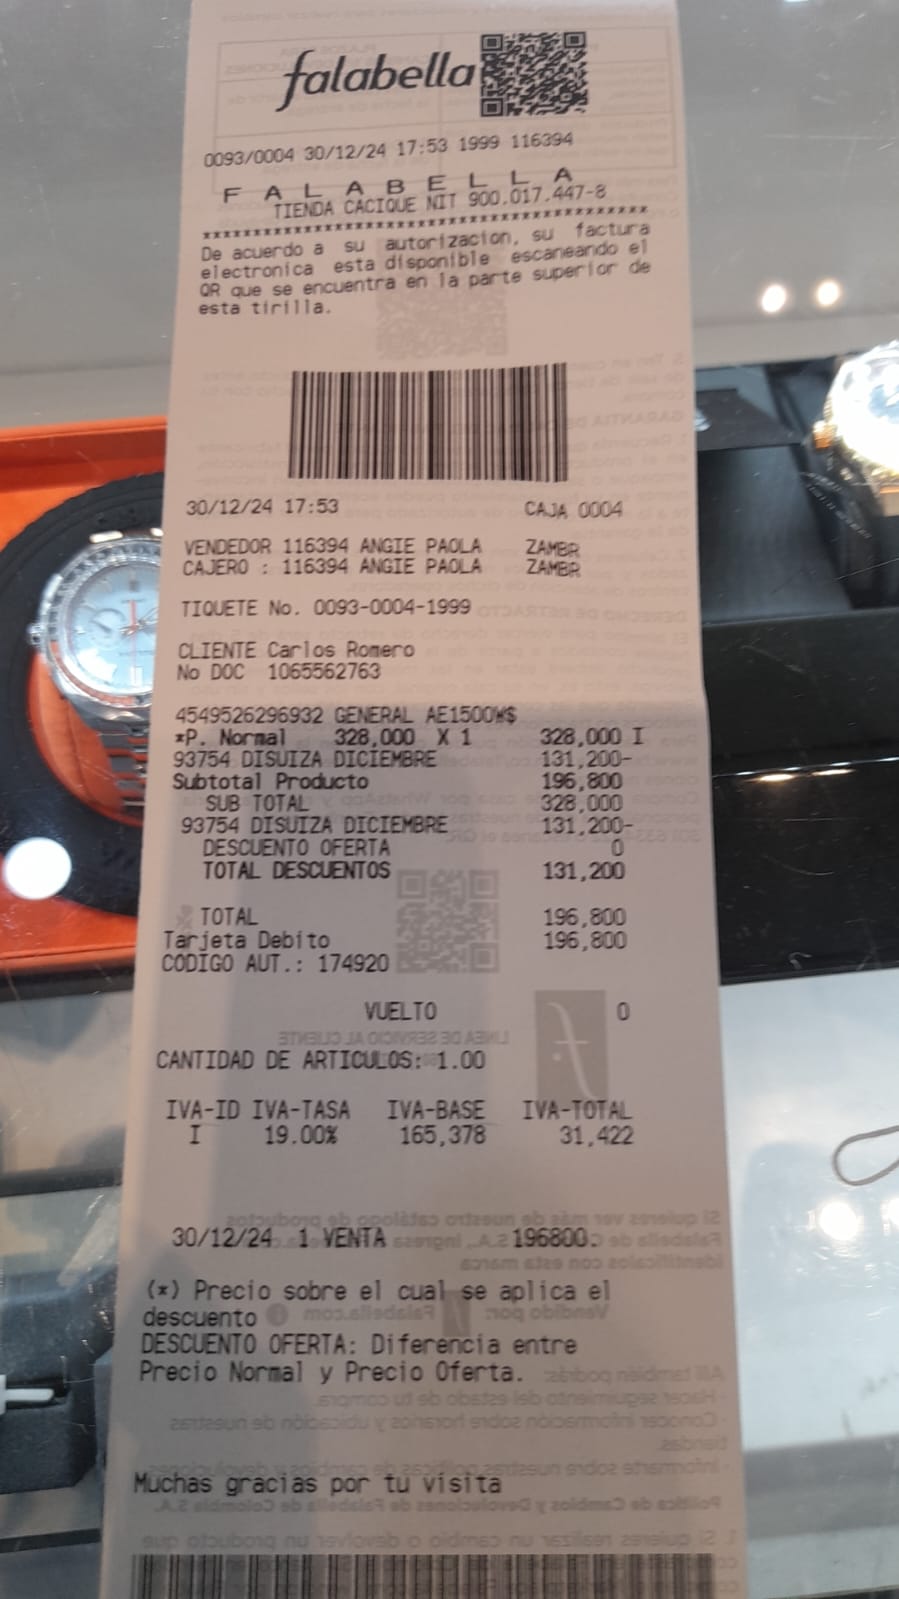 falabella
0093/0004 30/12/24 17:53 1999 116394
F A L A B E L L A
TIENDA CACIQUE NIT 900.017.447-8
De acuerdo a su autorizacion, su factura
electronica esta disponible escaneando el
QR que se encuentra en la parte superior de
esta tirilla.
30/12/24 17:53 CAJA 0004
VENDEDOR 116394 ANGIE PAOLA ZAMBR
CAJERO : 116394 ANGIE PAOLA ZAMBR
TIQUETE No. 0093-0004-1999
CLIENTE Carlos Romero
No DOC 1065562763
4549526296932 GENERAL AE1500W$
*P. Normal 328,000 X 1 328,000 I
93754 DISUIZA DICIEMBRE 131,200-
Subtotal Producto 196,800
SUB TOTAL 328,000
93754 DISUIZA DICIEMBRE 131,200-
DESCUENTO OFERTA 0
TOTAL DESCUENTOS 131,200
TOTAL 196,800
Tarjeta Debito 196,800
CODIGO AUT.: 174920
VUELTO 0
CANTIDAD DE ARTICULOS: 1.00
IVA-ID IVA-TASA IVA-BASE IVA-TOTAL
I 19.00% 165,378 31,422
30/12/24 1 VENTA 196800.
(*) Precio sobre el cual se aplica el
descuento
DESCUENTO OFERTA: Diferencia entre
Precio Normal y Precio Oferta.
Muchas gracias por tu visita